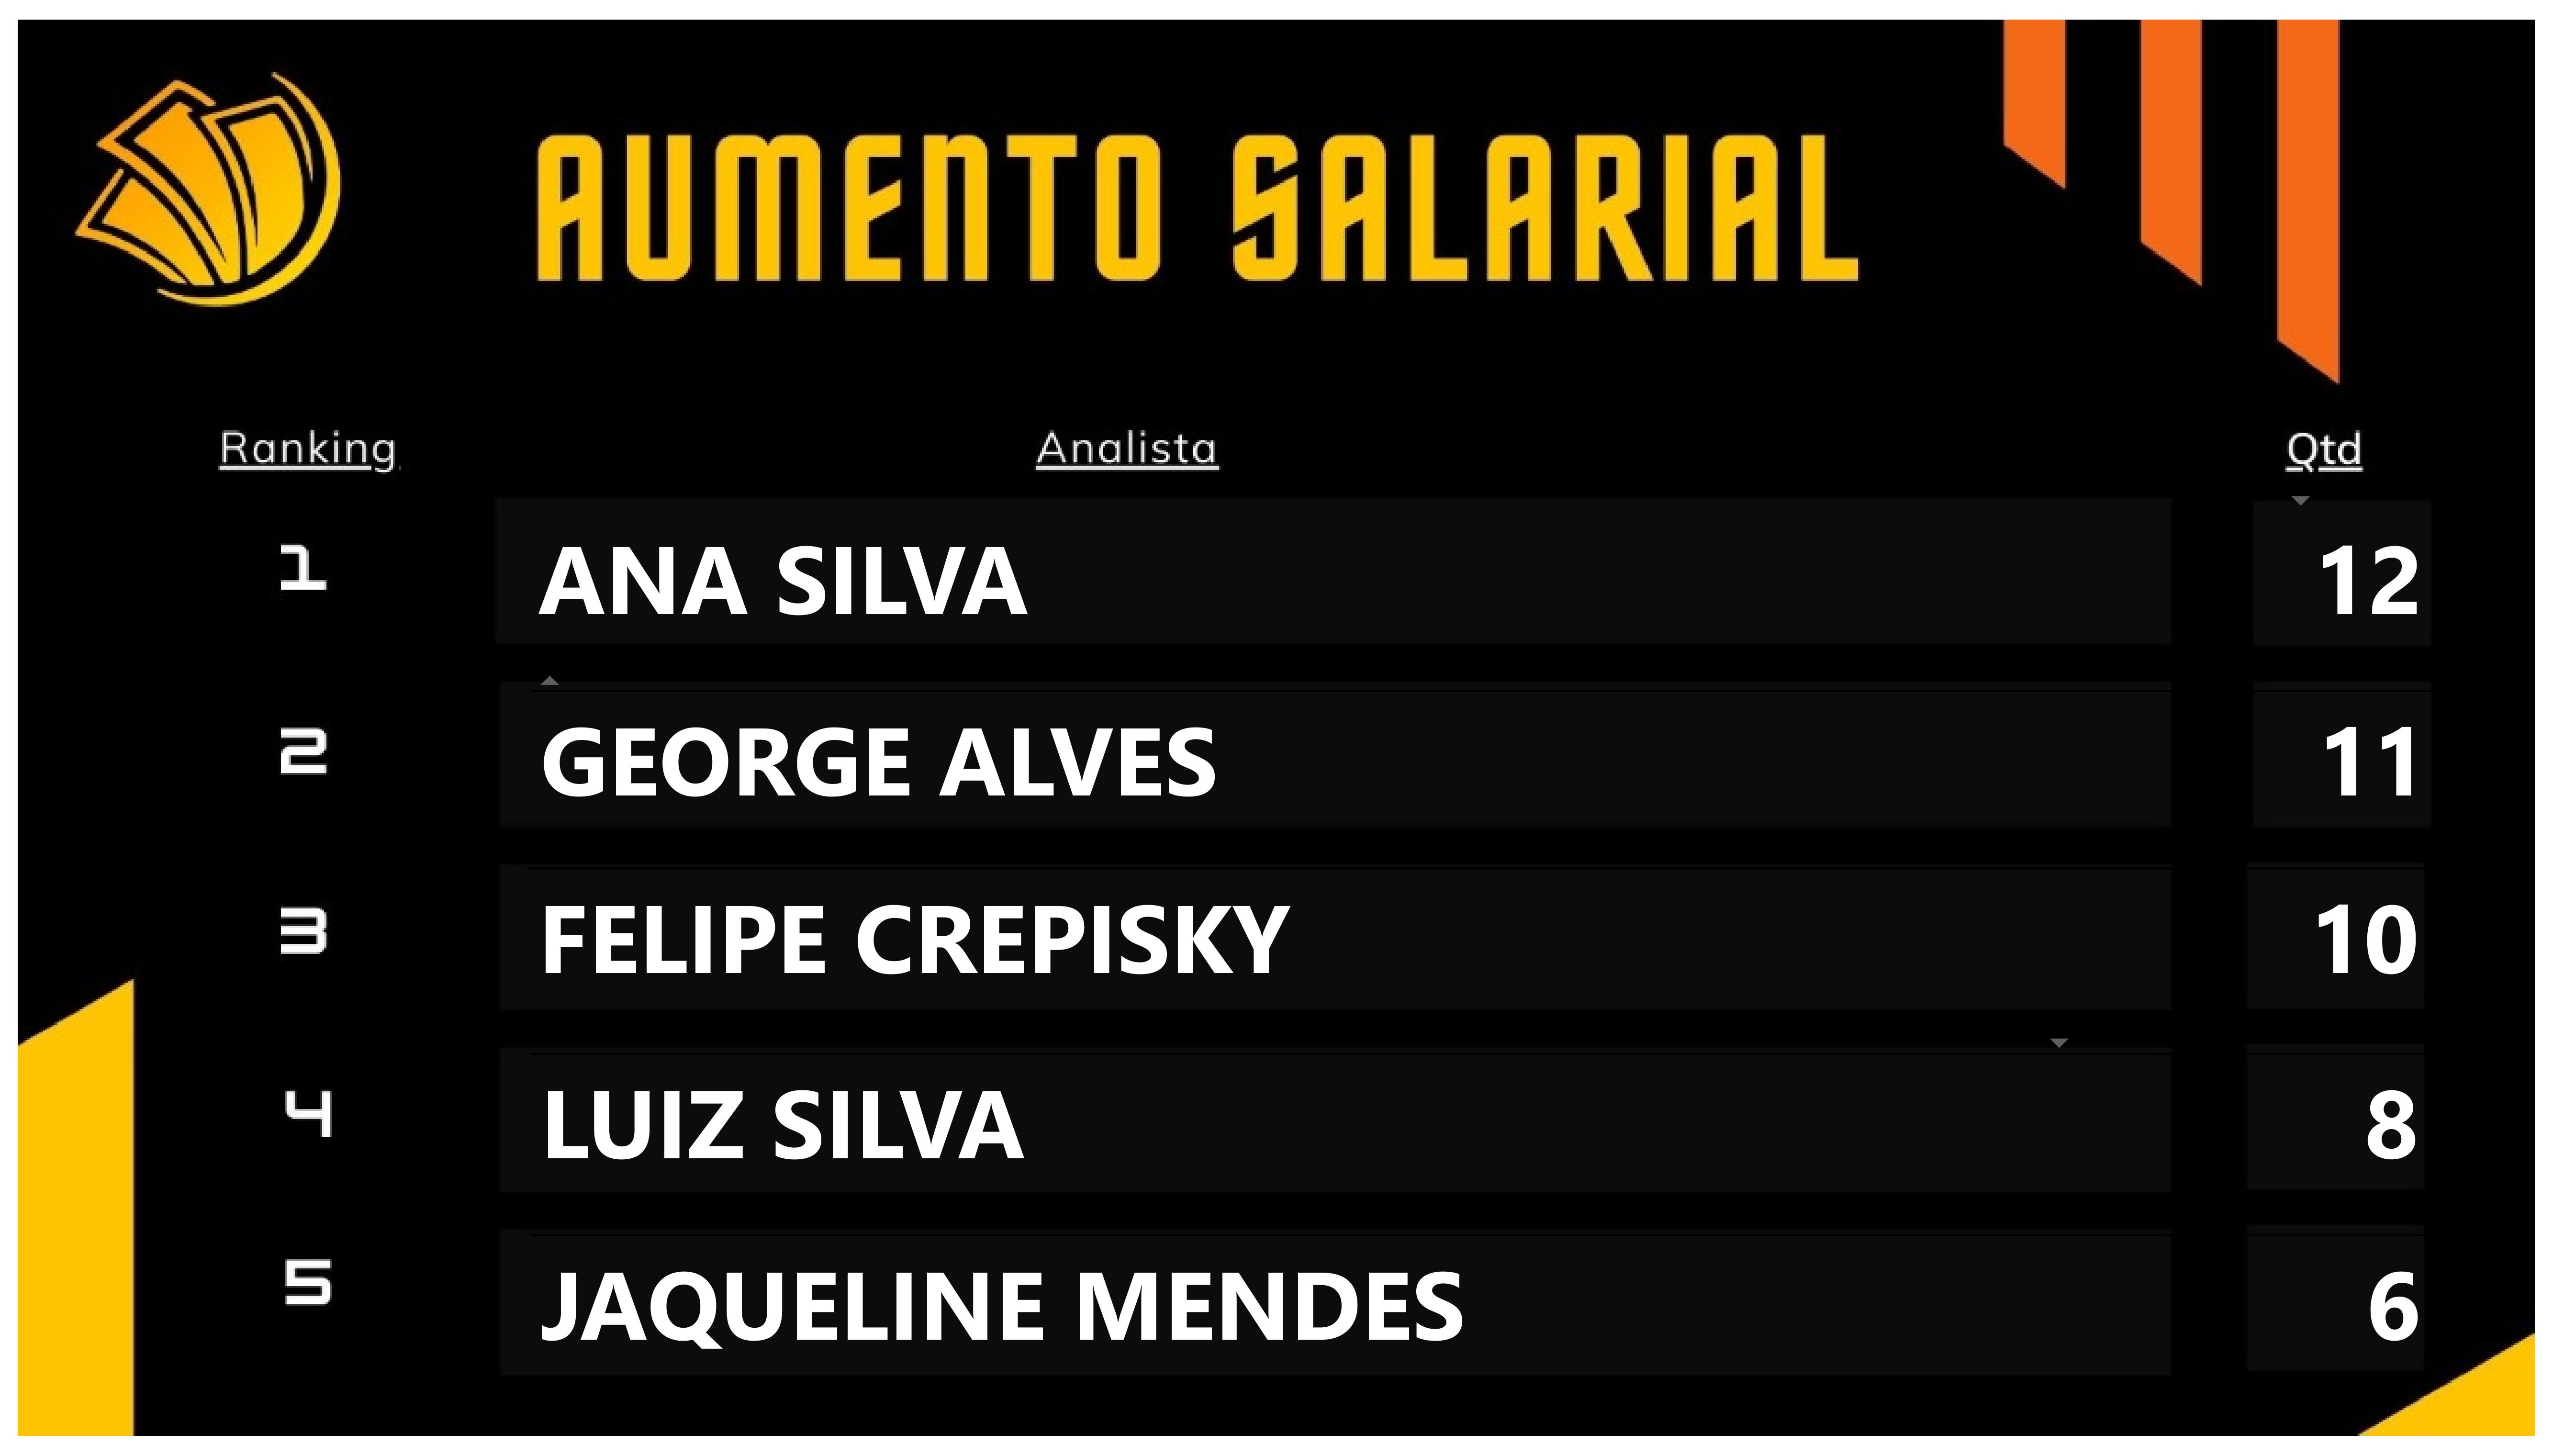 AUMENTO SALARIAL
Ranking Analista Qtd
1 ANA SILVA 12
2 GEORGE ALVES 11
3 FELIPE CREPISKY 10
4 LUIZ SILVA 8
5 JAQUELINE MENDES 6